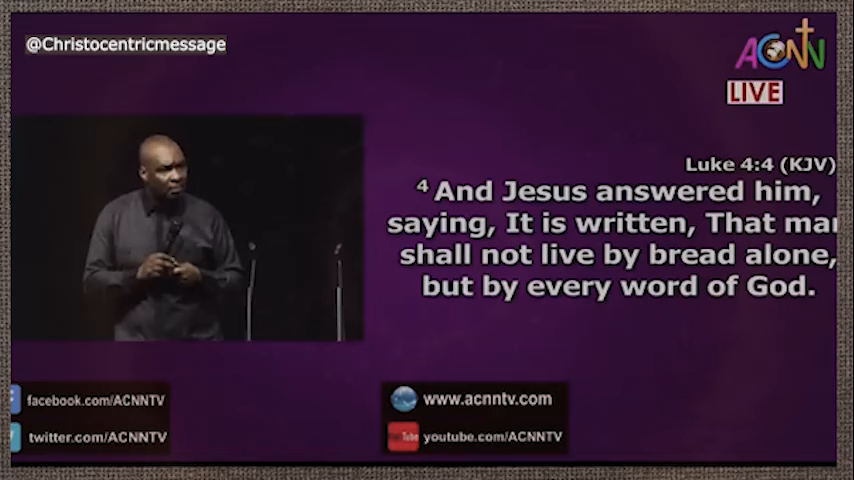 @Christocentricmessage
ACNN
LIVE
Luke 4:4 (KJV)
4 And Jesus answered him,
saying, It is written, That man
shall not live by bread alone,
but by every word of God.
facebook.com/ACNNTV
www.acnntv.com
twitter.com/ACNNTV
YouTube
youtube.com/ACNNTV